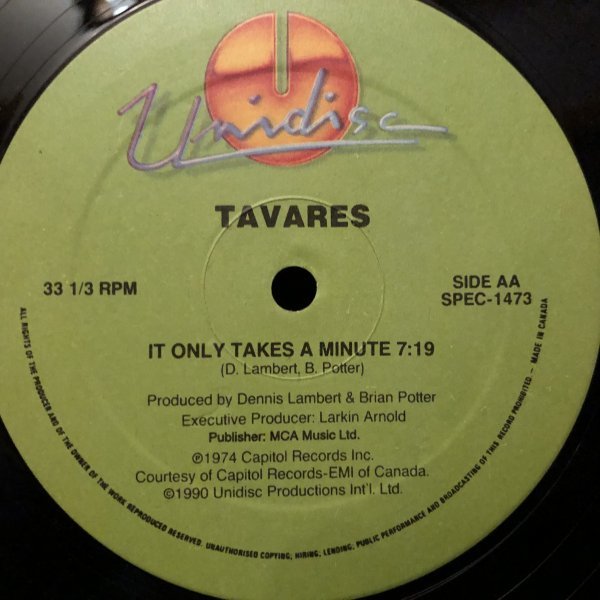 Unidisc
TAVARES
33 1/3 RPM
SIDE AA
SPEC-1473
IT ONLY TAKES A MINUTE 7:19
(D. Lambert, B. Potter)
Produced by Dennis Lambert & Brian Potter
Executive Producer: Larkin Arnold
Publisher: MCA Music Ltd.
℗1974 Capitol Records Inc.
Courtesy of Capitol Records-EMI of Canada.
©1990 Unidisc Productions Int'l. Ltd.
ALL RIGHTS OF THE PRODUCER AND OF THE OWNER OF THE WORK REPRODUCED RESERVED. UNAUTHORISED COPYING, HIRING, LENDING, PUBLIC PERFORMANCE AND BROADCASTING OF THIS RECORD PROHIBITED. – MADE IN CANADA